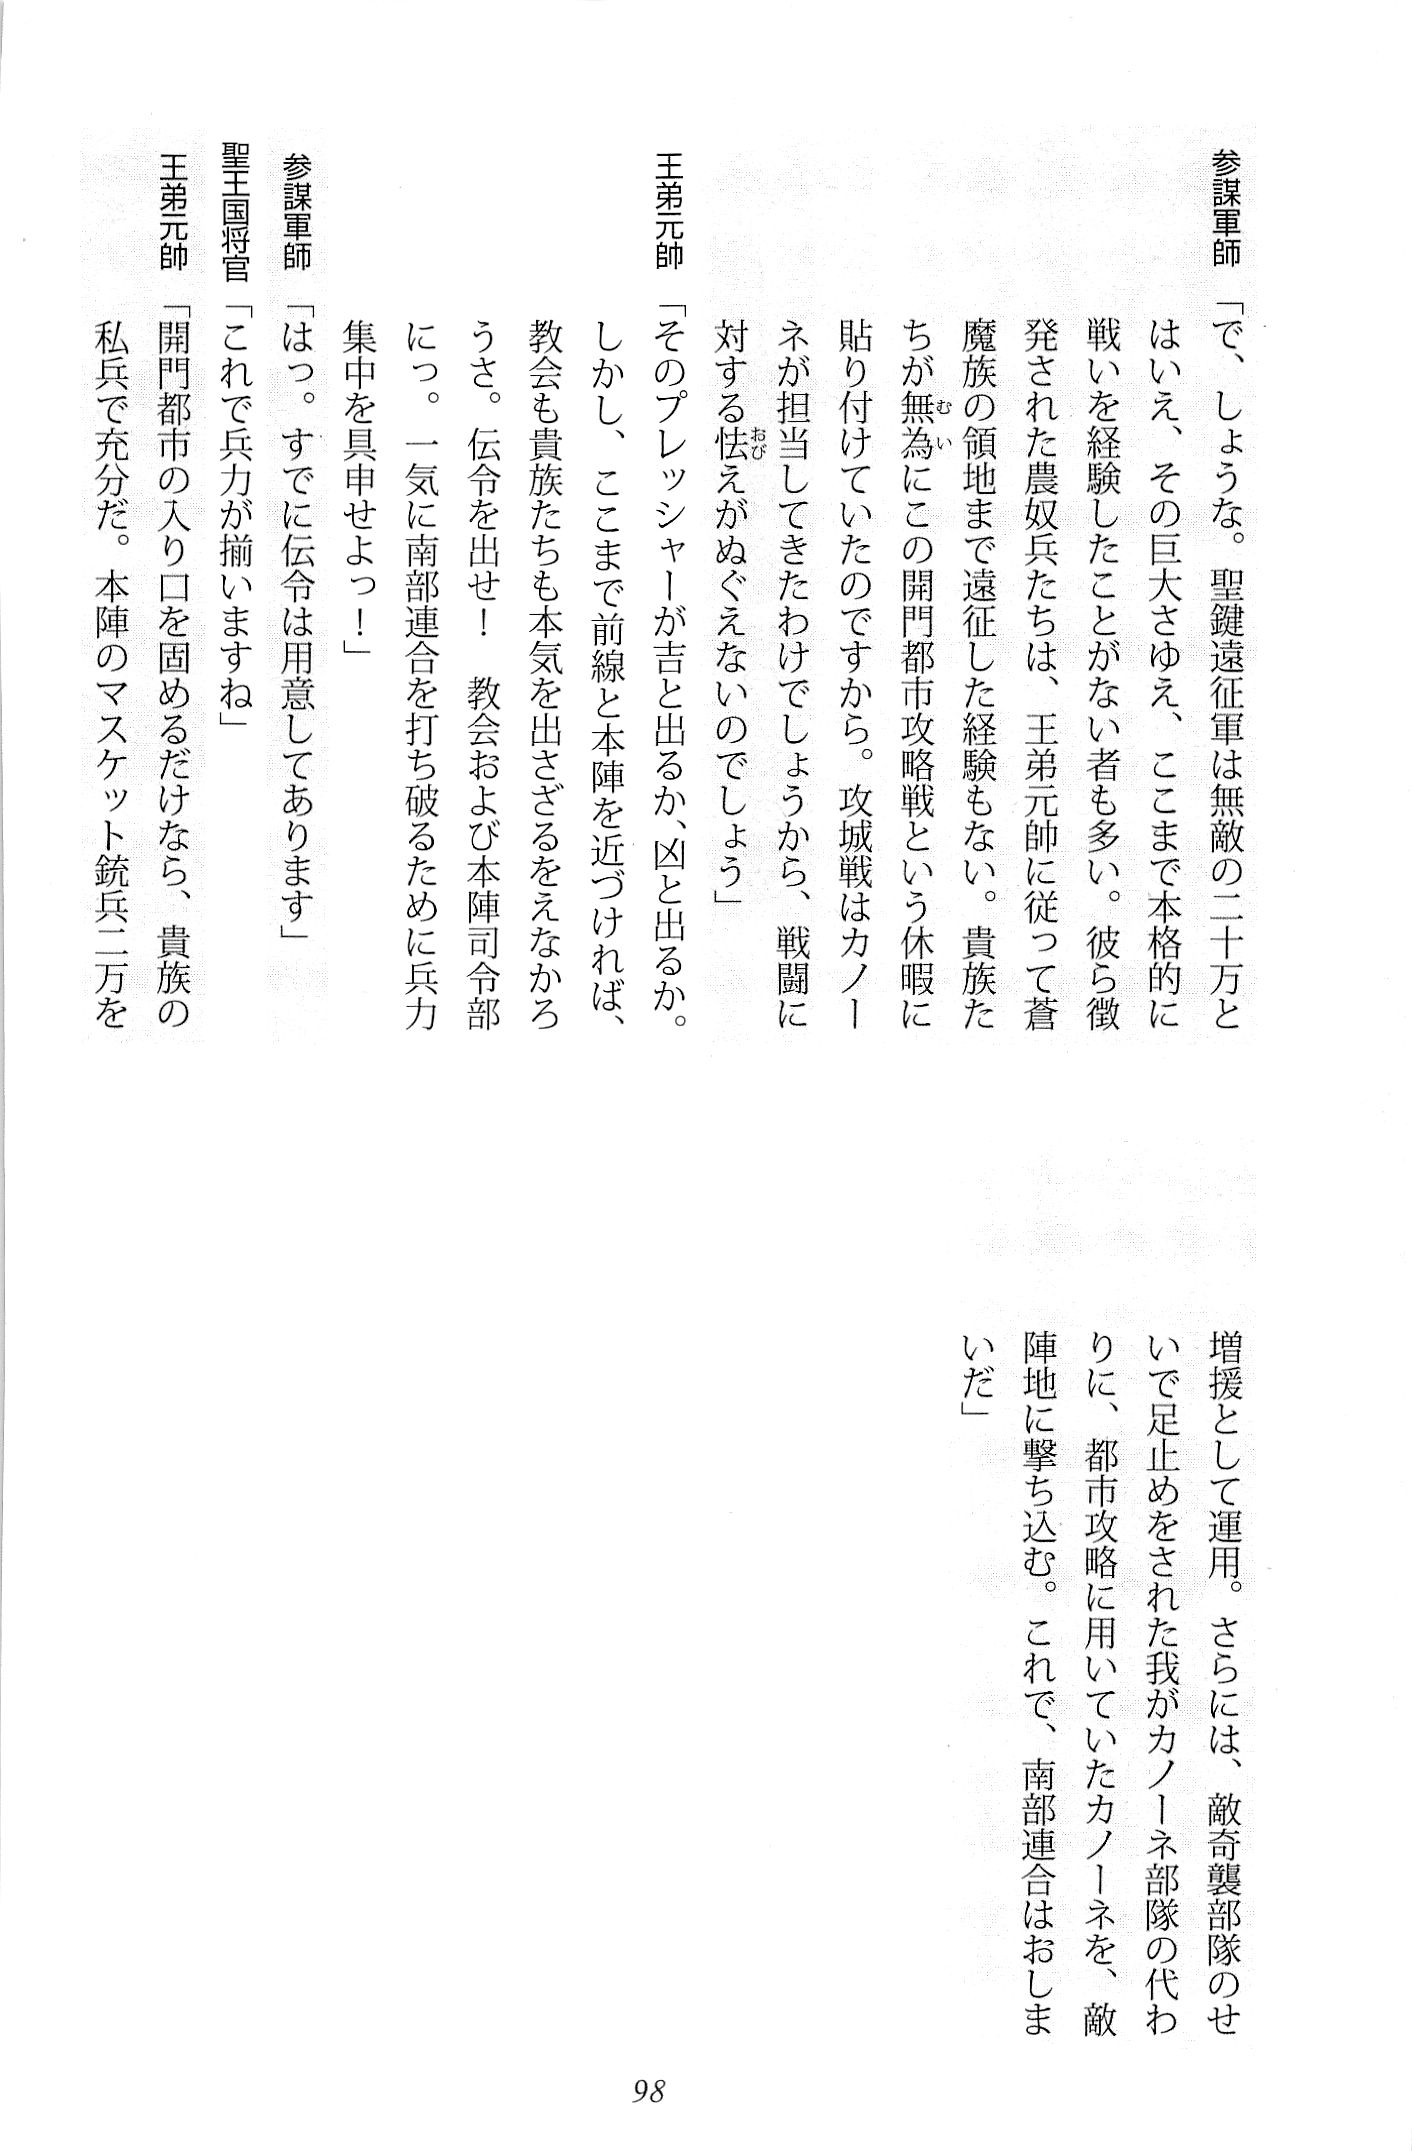 参謀軍師「で、しょうな。聖鍵遠征軍は無敵の二十万と
はいえ、その巨大さゆえ、ここまで本格的に
戦いを経験したことがない者も多い。彼ら徴
発された農奴兵たちは、王弟元帥に従って蒼
魔族の領地まで遠征した経験もない。貴族た
ちが無為にこの開門都市攻略戦という休暇に
貼り付けていたのですから。攻城戦はカノー
ネが担当してきたわけでしょうから、戦闘に
対する怯えがぬぐえないのでしょう」
王弟元帥「そのプレッシャーが吉と出るか、凶と出るか。
しかし、ここまで前線と本陣を近づければ、
教会も貴族たちも本気を出さざるをえなかろ
うさ。伝令を出せ！　教会および本陣司令部
にっ。一気に南部連合を打ち破るために兵力
集中を具申せよっ！」
参謀軍師「はっ。すでに伝令は用意してあります」
聖王国将官「これで兵力が揃いますね」
王弟元帥「開門都市の入り口を固めるだけなら、貴族の
私兵で充分だ。本陣のマスケット銃兵二万を
増援として運用。さらには、敵奇襲部隊のせ
いで足止めをされた我がカノーネ部隊の代わ
りに、都市攻略に用いていたカノーネを、敵
陣地に撃ち込む。これで、南部連合はおしま
いだ」
98